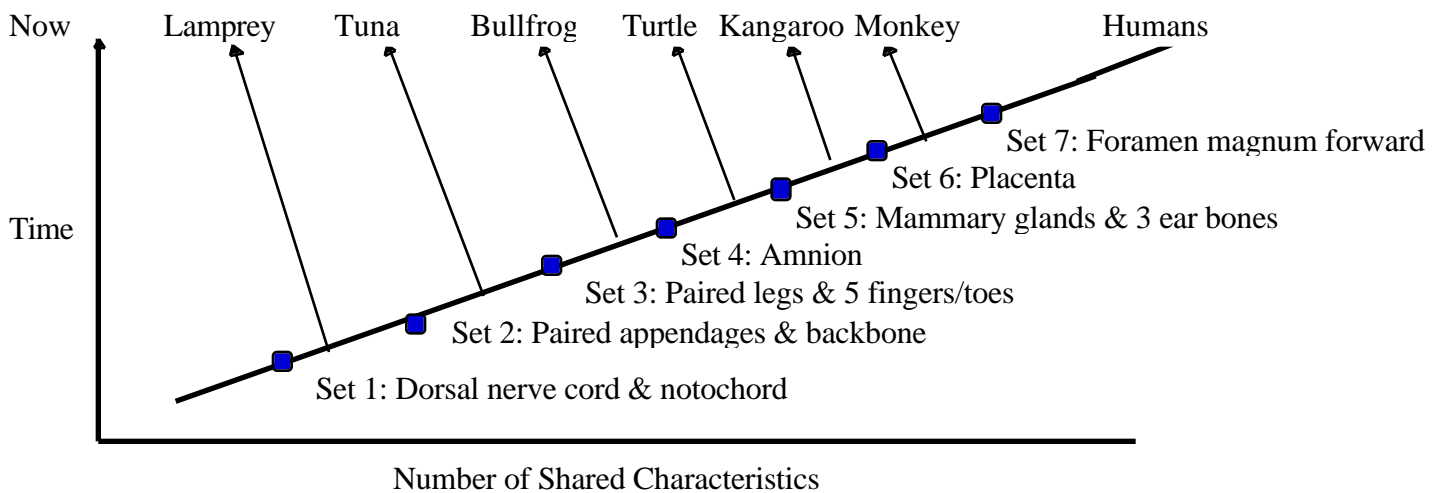 Now Lamprey Tuna Bullfrog Turtle Kangaroo Monkey Humans
Set 7: Foramen magnum forward
Set 6: Placenta
Set 5: Mammary glands & 3 ear bones
Time
Set 4: Amnion
Set 3: Paired legs & 5 fingers/toes
Set 2: Paired appendages & backbone
Set 1: Dorsal nerve cord & notochord
Number of Shared Characteristics